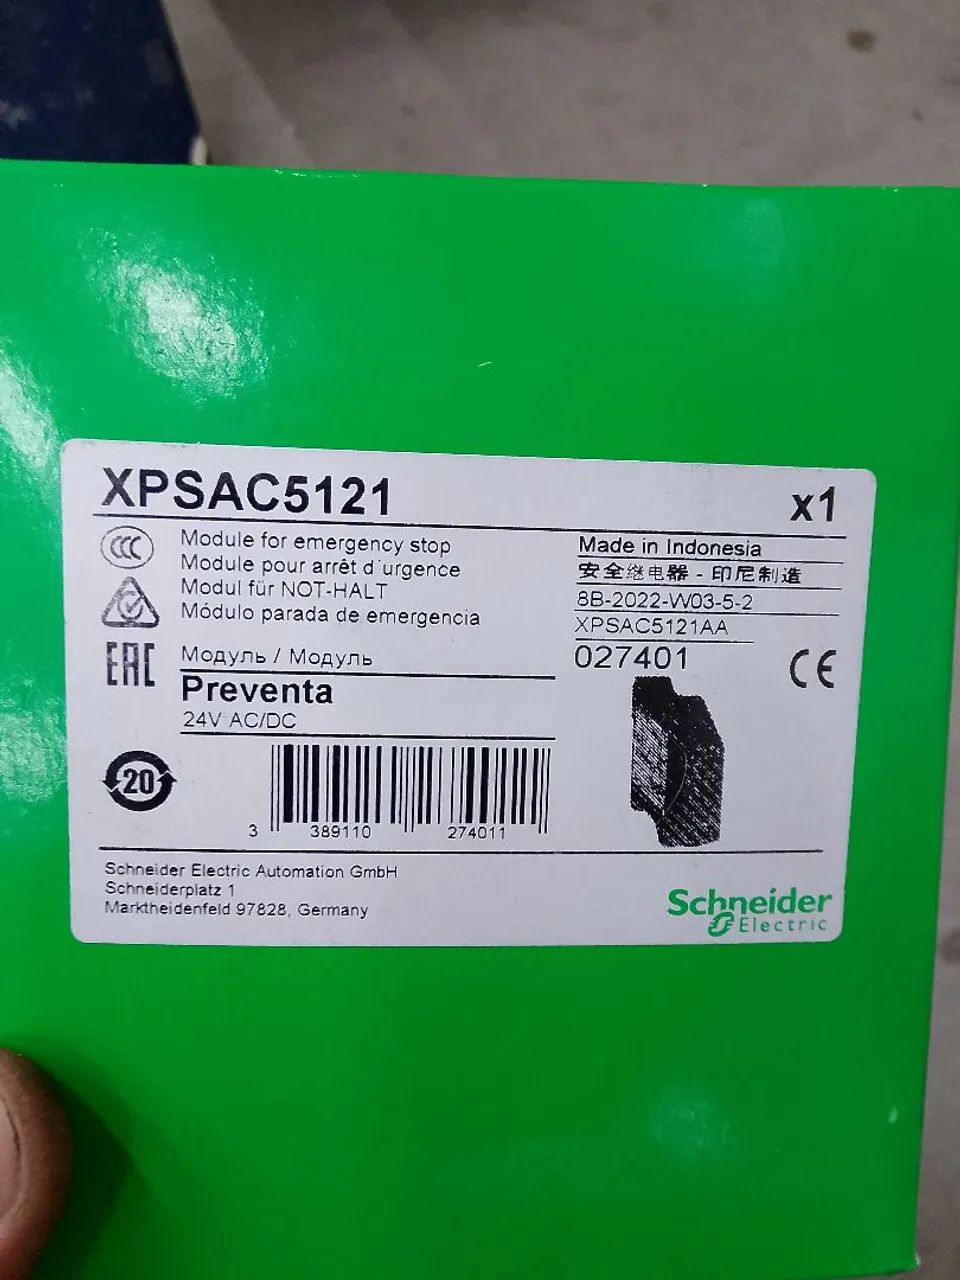 XPSAC5121
x1
CCC
Module for emergency stop
Module pour arrêt d'urgence
Modul für NOT-HALT
Módulo parada de emergencia
EAC
Модуль / Модуль
Preventa
24V AC/DC
Made in Indonesia
安全继电器 - 印尼制造
8B-2022-W03-5-2
XPSAC5121AA
027401
CE
20
3 389110 274011
Schneider Electric Automation GmbH
Schneiderplatz 1
Marktheidenfeld 97828, Germany
Schneider
Electric